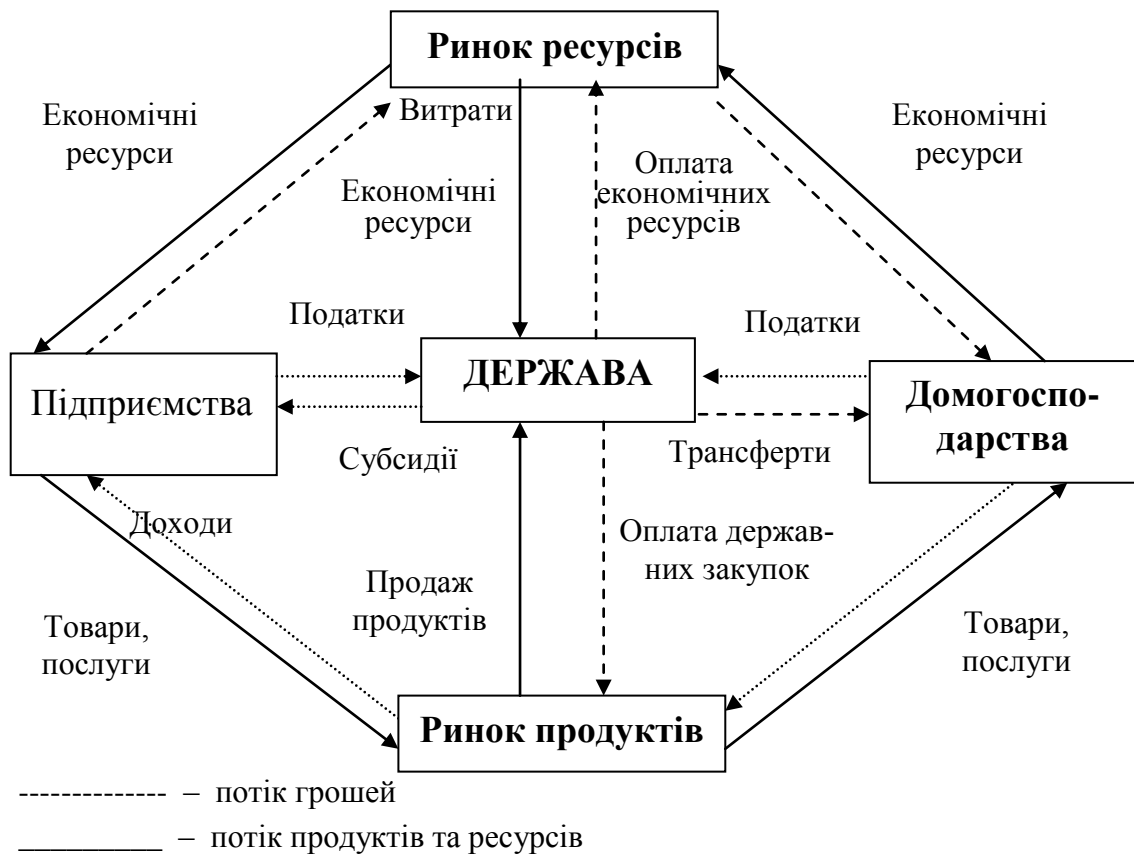 Ринок ресурсів
Економічні
ресурси
Витрати
Економічні
ресурси
Оплата
економічних
ресурсів
Економічні
ресурси
Податки
Податки
Підприємства
ДЕРЖАВА
Домогоспо-
дарства
Субсидії
Трансферти
Доходи
Оплата держав-
них закупок
Продаж
продуктів
Товари,
послуги
Товари,
послуги
Ринок продуктів
-------------- – потік грошей
__________ – потік продуктів та ресурсів